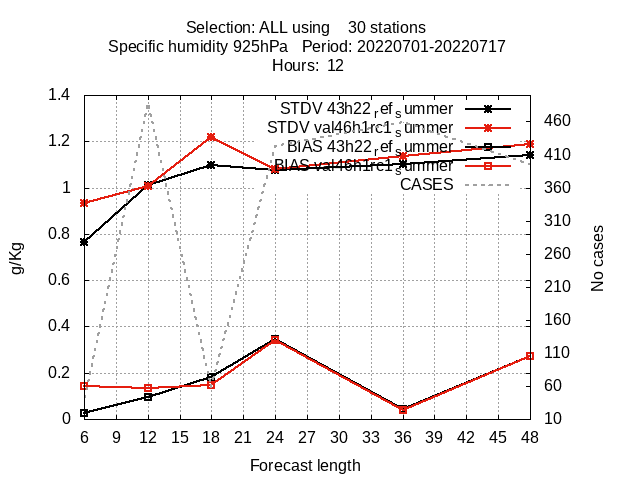 Selection: ALL using 30 stations
Specific humidity 925hPa Period: 20220701-20220717
Hours: 12
1.4
1.2
1
0.8
0.6
0.4
0.2
0
g/Kg
STDV 43h22_ref_summer
STDV val46h1rc1_summer
BIAS 43h22_ref_summer
BIAS val46h1rc1_summer
CASES
460
410
360
310
260
210
160
110
60
10
No cases
6 9 12 15 18 21 24 27 30 33 36 39 42 45 48
Forecast length